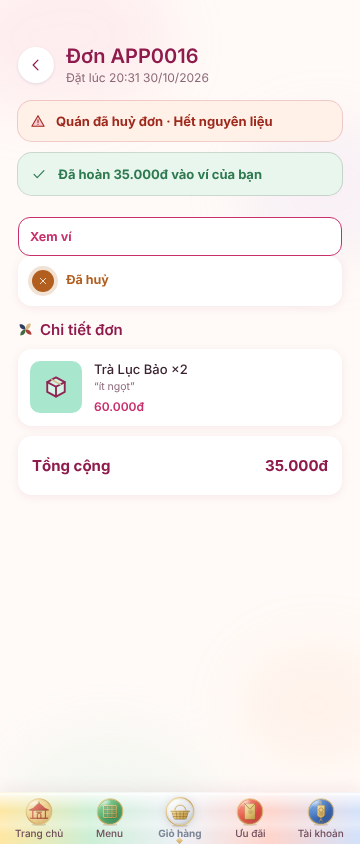 Đơn APP0016
Đặt lúc 20:31 30/10/2026
Quán đã huỷ đơn · Hết nguyên liệu
Đã hoàn 35.000đ vào ví của bạn
Xem ví
Đã huỷ
Chi tiết đơn
Trà Lục Bảo ×2
“ít ngọt”
60.000đ
Tổng cộng 35.000đ
Trang chủ Menu Giỏ hàng Ưu đãi Tài khoản